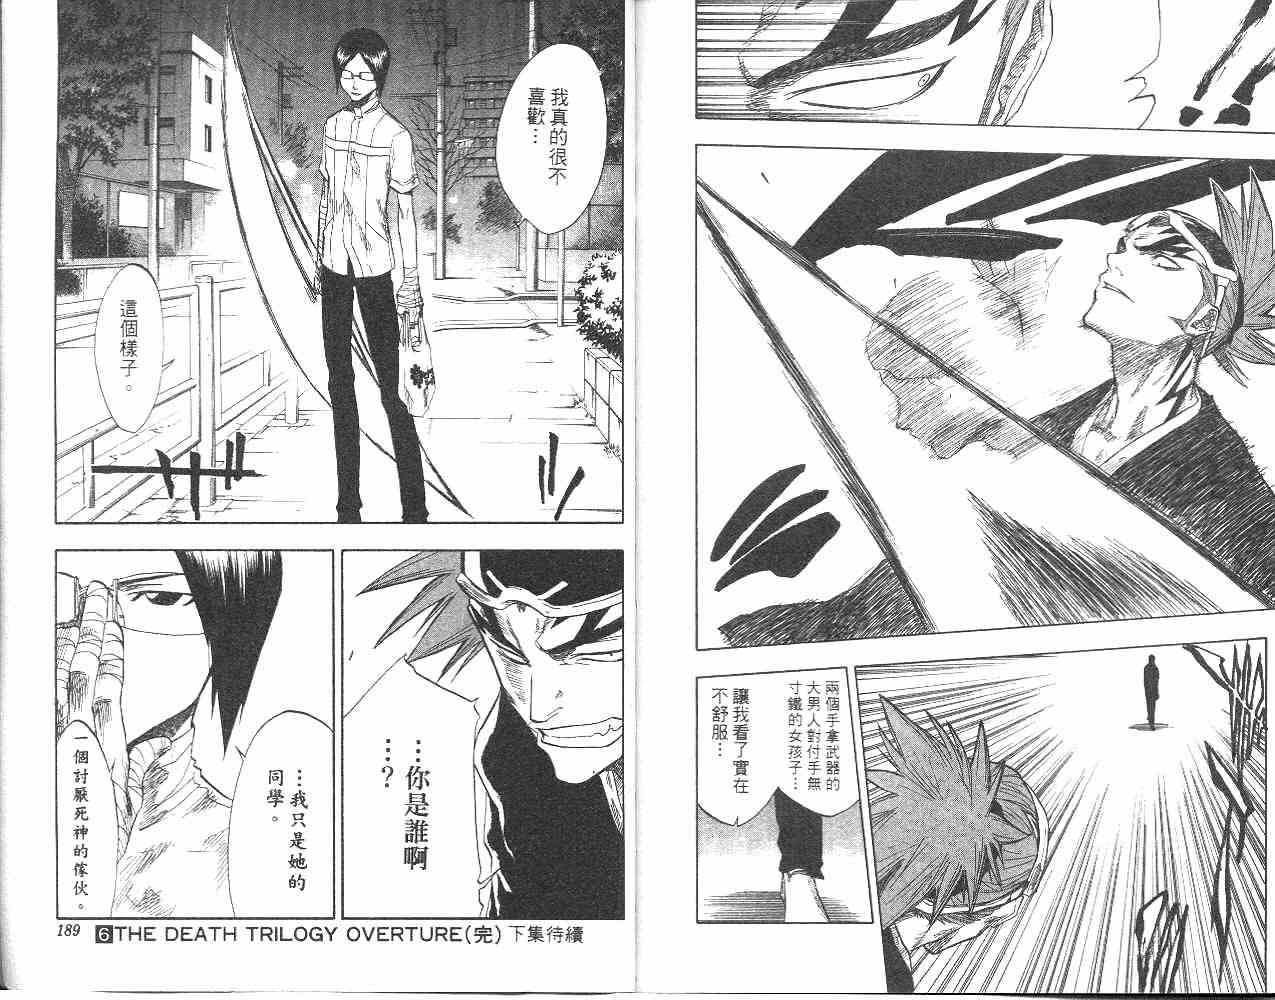 兩個手拿武器的
大男人對付手無
寸鐵的女孩子…
讓我看了實在
不舒服…
我真的很不
喜歡…
這個樣子。
…你是誰啊
…？
…我只是她的
同學。
一個討厭死神的傢伙。
189 6 THE DEATH TRILOGY OVERTURE(完) 下集待續